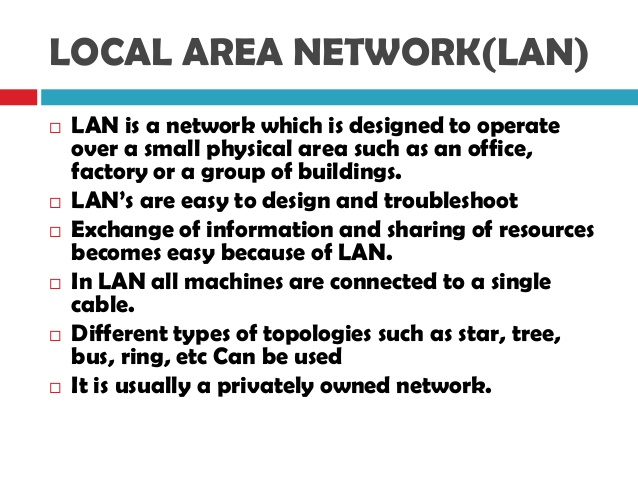 LOCAL AREA NETWORK(LAN)
LAN is a network which is designed to operate
over a small physical area such as an office,
factory or a group of buildings.
LAN's are easy to design and troubleshoot
Exchange of information and sharing of resources
becomes easy because of LAN.
In LAN all machines are connected to a single
cable.
Different types of topologies such as star, tree,
bus, ring, etc Can be used
It is usually a privately owned network.